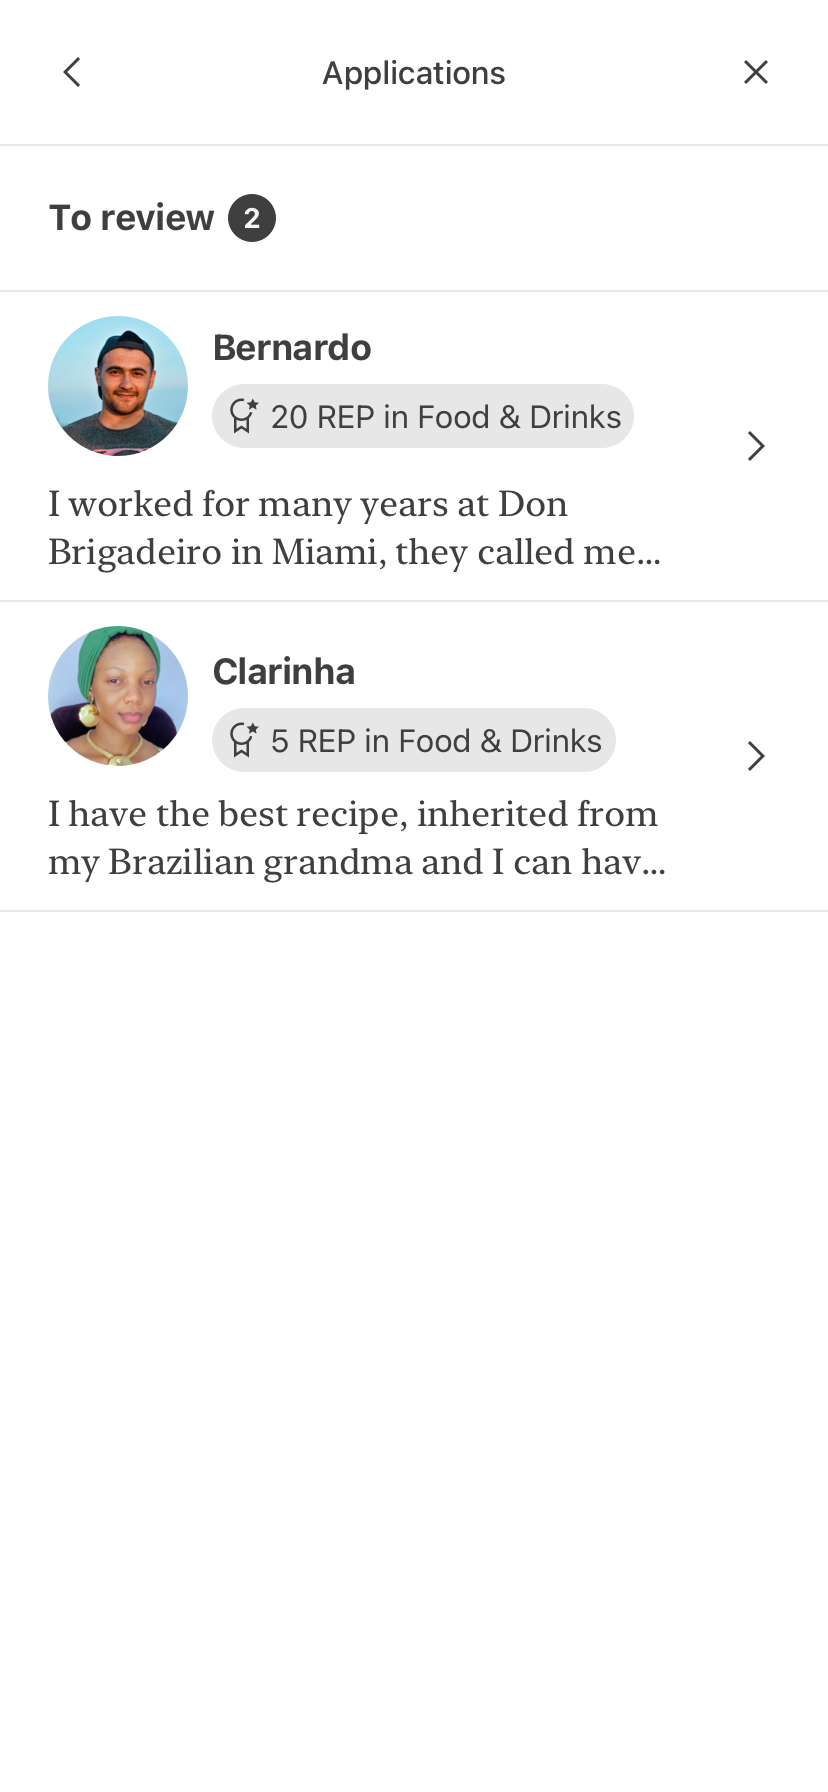 Applications
To review 2
Bernardo
20 REP in Food & Drinks
I worked for many years at Don
Brigadeiro in Miami, they called me...
Clarinha
5 REP in Food & Drinks
I have the best recipe, inherited from
my Brazilian grandma and I can hav...